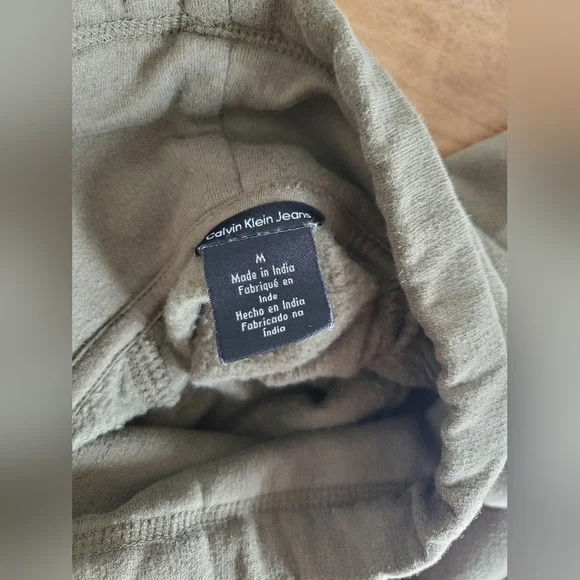 Calvin Klein Jeans
M
Made in India
Fabriqué en
Inde
Hecho en India
Fabricado na
India